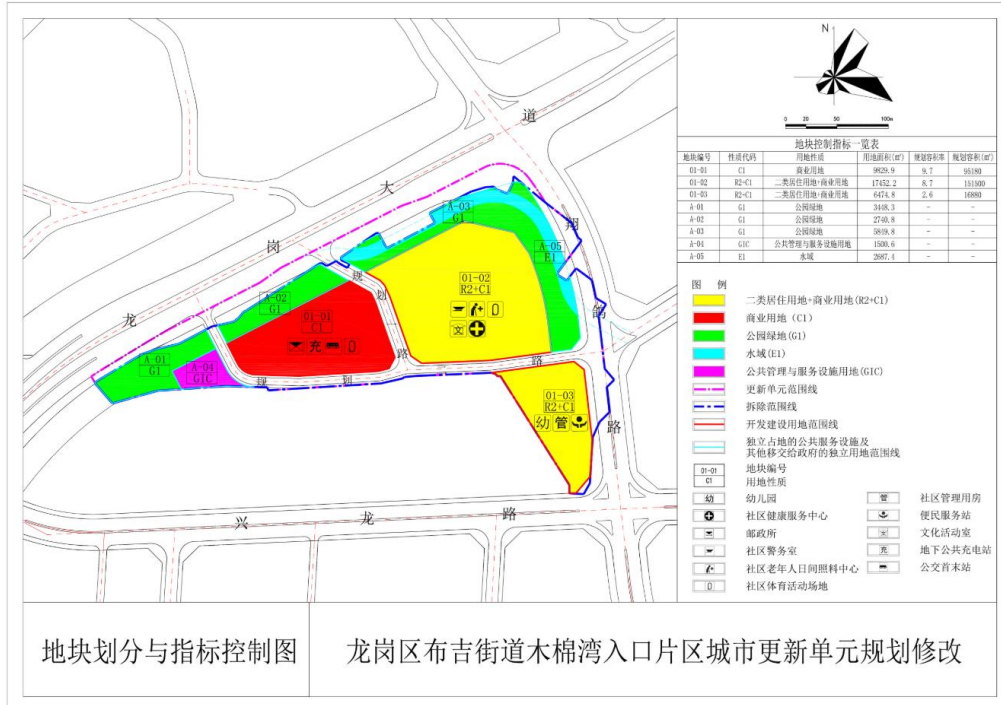 N
0 20 50 100m
地块控制指标一览表
地块编号 性质代码 用地性质 用地面积(㎡) 规划容积率 规划容积(㎡)
01-01 C1 商业用地 9829.9 9.7 95180
01-02 R2+C1 二类居住用地+商业用地 17452.2 8.7 151500
01-03 R2+C1 二类居住用地+商业用地 6474.8 2.6 16880
A-01 G1 公园绿地 3448.3 - -
A-02 G1 公园绿地 2740.8 - -
A-03 G1 公园绿地 5849.8 - -
A-04 G1C 公共管理与服务设施用地 1500.6 - -
A-05 E1 水域 2687.4 - -
龙岗大道
翔鸽路
兴龙路
规划一路
规划路
A-03
G1
A-05
E1
01-02
R2+C1
文
A-02
G1
01-01
C1
充
A-01
G1
A-04
G1C
01-03
R2+C1
幼 管
图例
二类居住用地+商业用地(R2+C1)
商业用地（C1）
公园绿地(G1)
水域(E1)
公共管理与服务设施用地(G1C)
更新单元范围线
拆除范围线
开发建设用地范围线
独立占地的公共服务设施及
其他移交给政府的独立用地范围线
01-01 地块编号
C1 用地性质
幼 幼儿园
社区健康服务中心
邮政所
社区警务室
社区老年人日间照料中心
社区体育活动场地
管 社区管理用房
便民服务站
文 文化活动室
充 地下公共充电站
公交首末站
地块划分与指标控制图
龙岗区布吉街道木棉湾入口片区城市更新单元规划修改